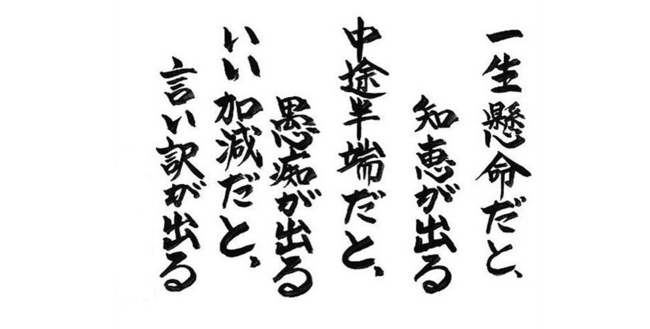 一生懸命だと、
知恵が出る
中途半端だと、
愚痴が出る
いい加減だと、
言い訳が出る